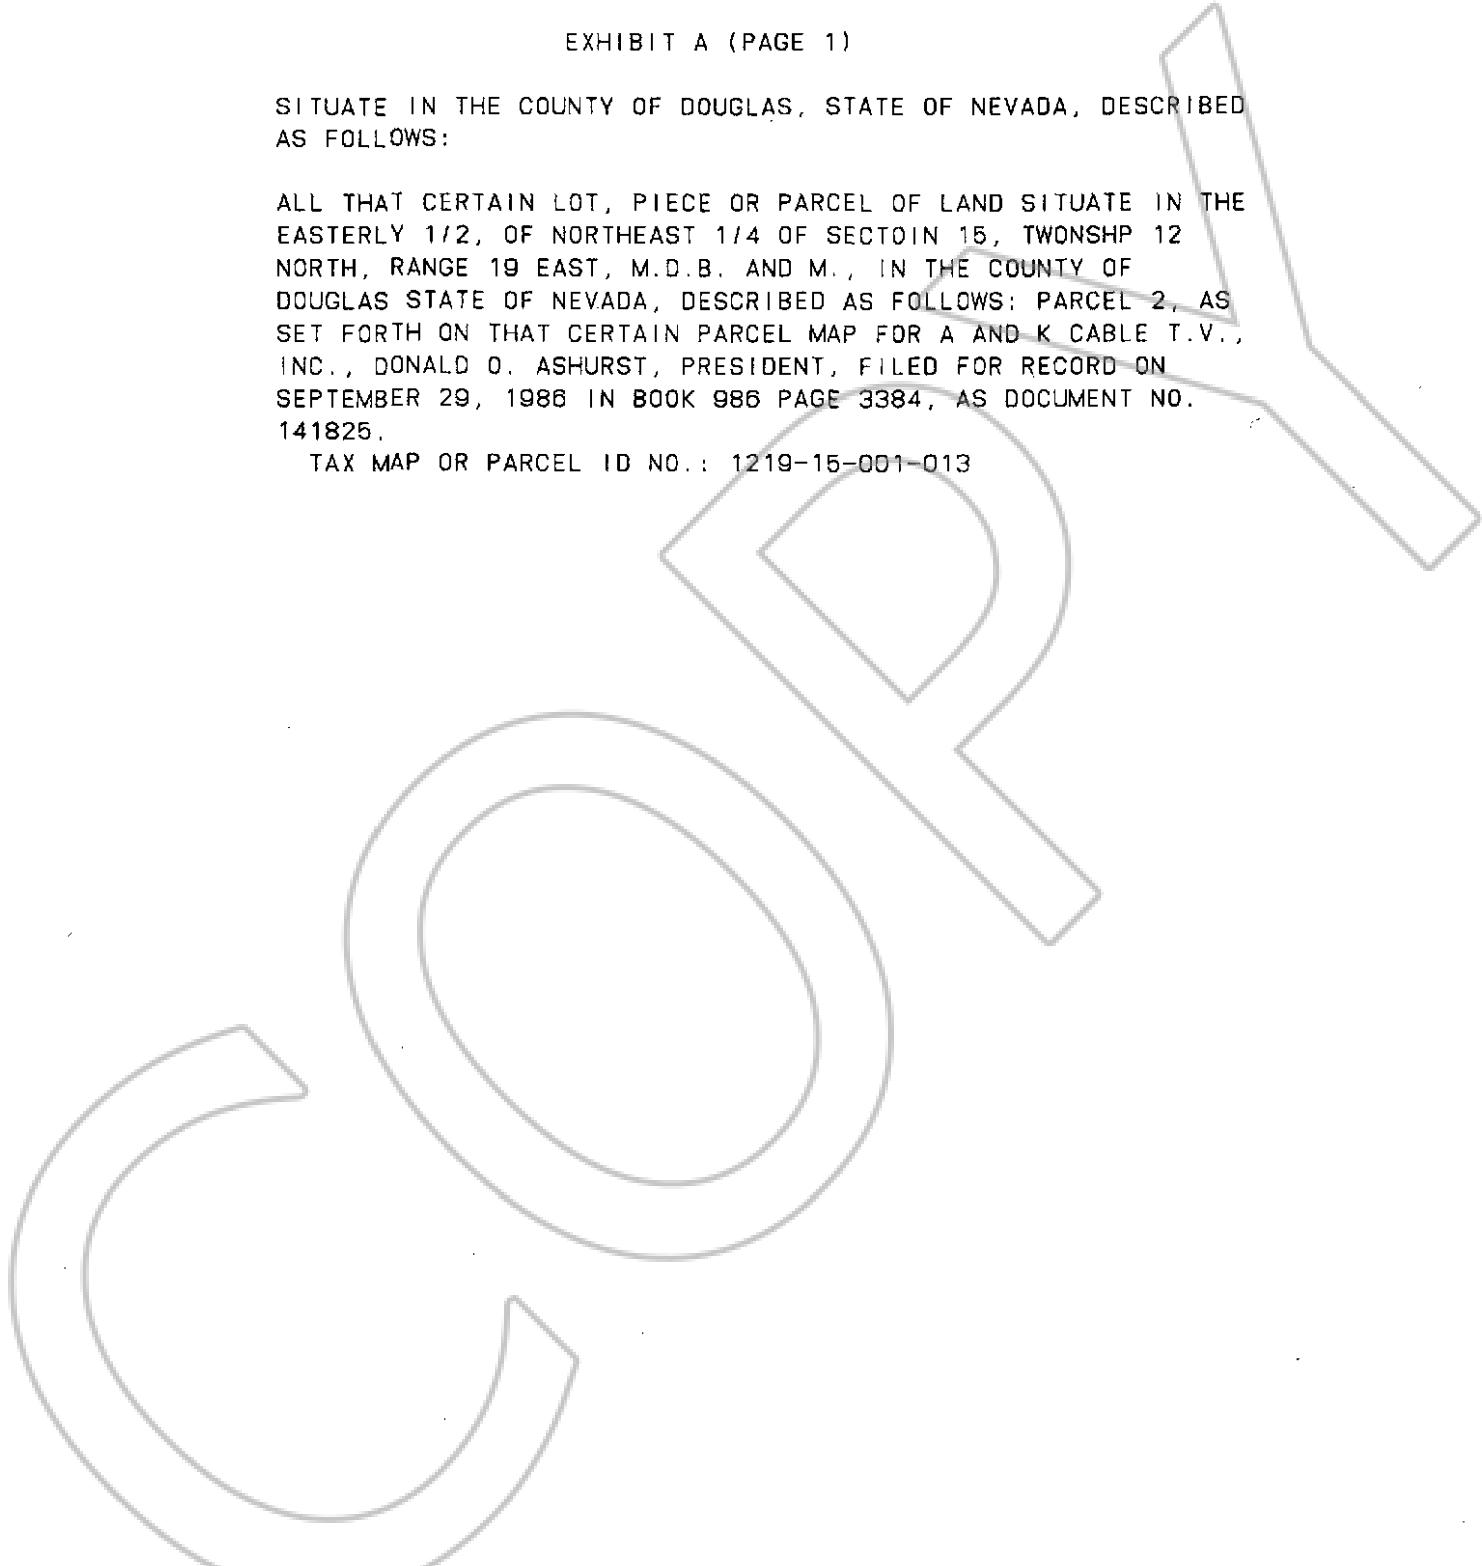 EXHIBIT A (PAGE 1)
SITUATE IN THE COUNTY OF DOUGLAS, STATE OF NEVADA, DESCRIBED
AS FOLLOWS:
ALL THAT CERTAIN LOT, PIECE OR PARCEL OF LAND SITUATE IN THE
EASTERLY 1/2, OF NORTHEAST 1/4 OF SECTOIN 15, TWONSHP 12
NORTH, RANGE 19 EAST, M.D.B. AND M., IN THE COUNTY OF
DOUGLAS STATE OF NEVADA, DESCRIBED AS FOLLOWS: PARCEL 2, AS
SET FORTH ON THAT CERTAIN PARCEL MAP FOR A AND K CABLE T.V.,
INC., DONALD O. ASHURST, PRESIDENT, FILED FOR RECORD ON
SEPTEMBER 29, 1986 IN BOOK 986 PAGE 3384, AS DOCUMENT NO.
141825.
TAX MAP OR PARCEL ID NO.: 1219-15-001-013
COPY